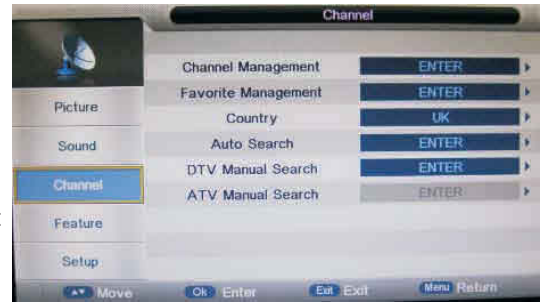 Channel
Channel Management ENTER
Favorite Management ENTER
Picture
Country UK
Sound
Auto Search ENTER
DTV Manual Search ENTER
Channel
ATV Manual Search ENTER
Feature
Setup
Move Ok Enter Exit Exit Menu Return